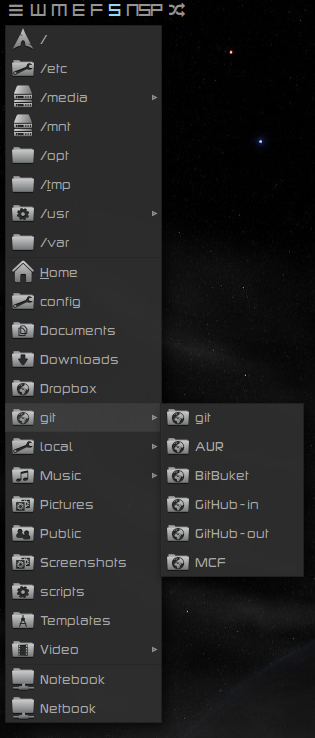 W M E F S NSP
/
/etc
/media
/mnt
/opt
/tmp
/usr
/var
Home
config
Documents
Downloads
Dropbox
git
local
Music
Pictures
Public
Screenshots
scripts
Templates
Video
Notebook
Netbook
git
AUR
BitBuket
GitHub-in
GitHub-out
MCF